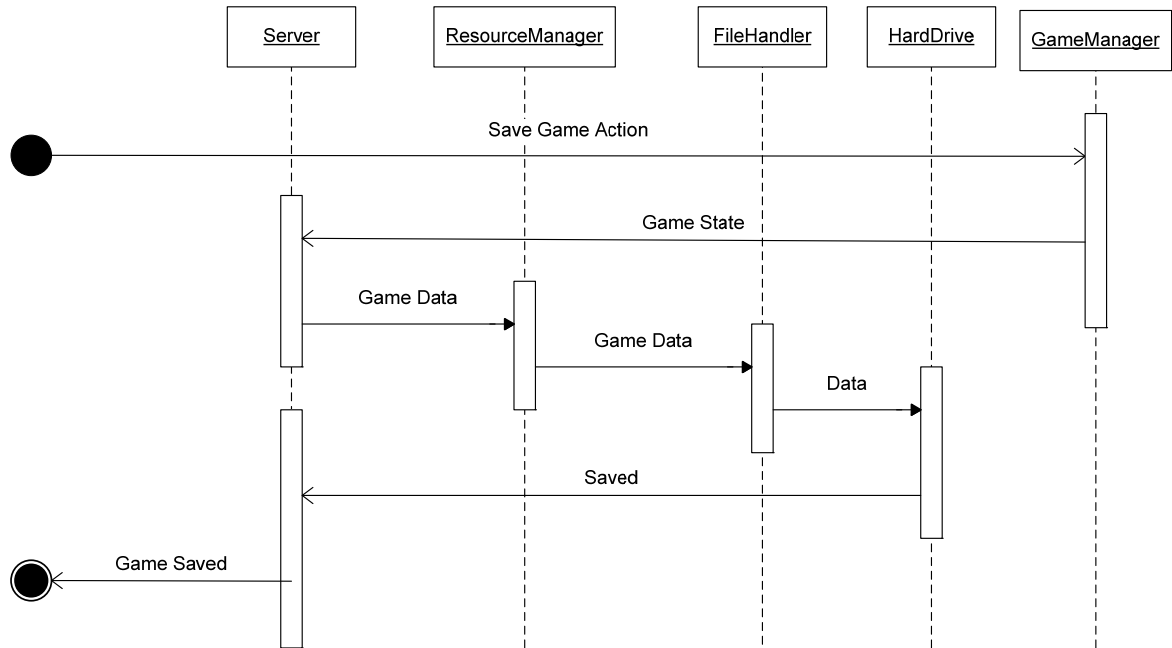 Server
ResourceManager
FileHandler
HardDrive
GameManager
Save Game Action
Game State
Game Data
Game Data
Data
Saved
Game Saved